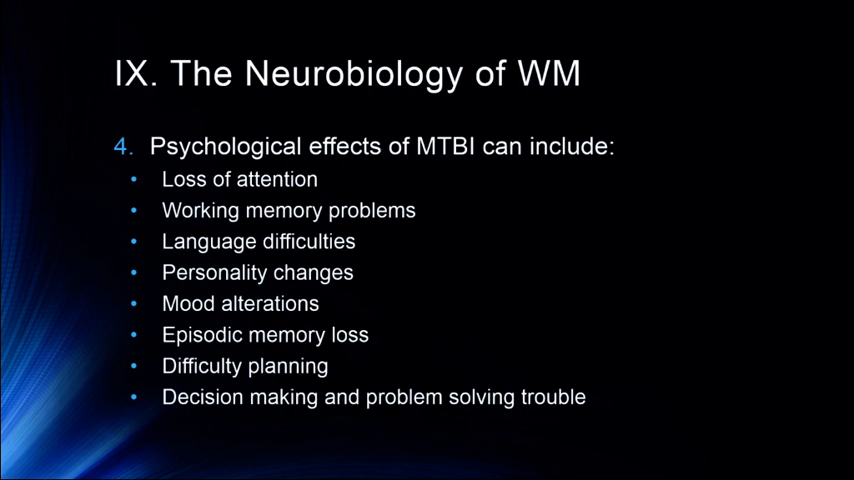 IX. The Neurobiology of WM
4. Psychological effects of MTBI can include:
• Loss of attention
• Working memory problems
• Language difficulties
• Personality changes
• Mood alterations
• Episodic memory loss
• Difficulty planning
• Decision making and problem solving trouble